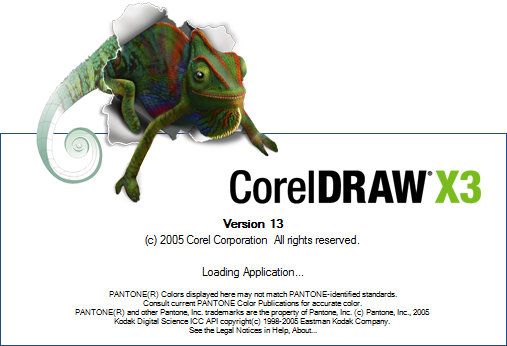 CorelDRAW® X3
Version 13
(c) 2005 Corel Corporation All rights reserved.
Loading Application...
PANTONE(R) Colors displayed here may not match PANTONE-identified standards.
Consult current PANTONE Color Publications for accurate color.
PANTONE(R) and other Pantone, Inc. trademarks are the property of Pantone, Inc. (c) Pantone, Inc., 2005
Kodak Digital Science ICC API copyright(c) 1998-2005 Eastman Kodak Company.
See the Legal Notices in Help, About...